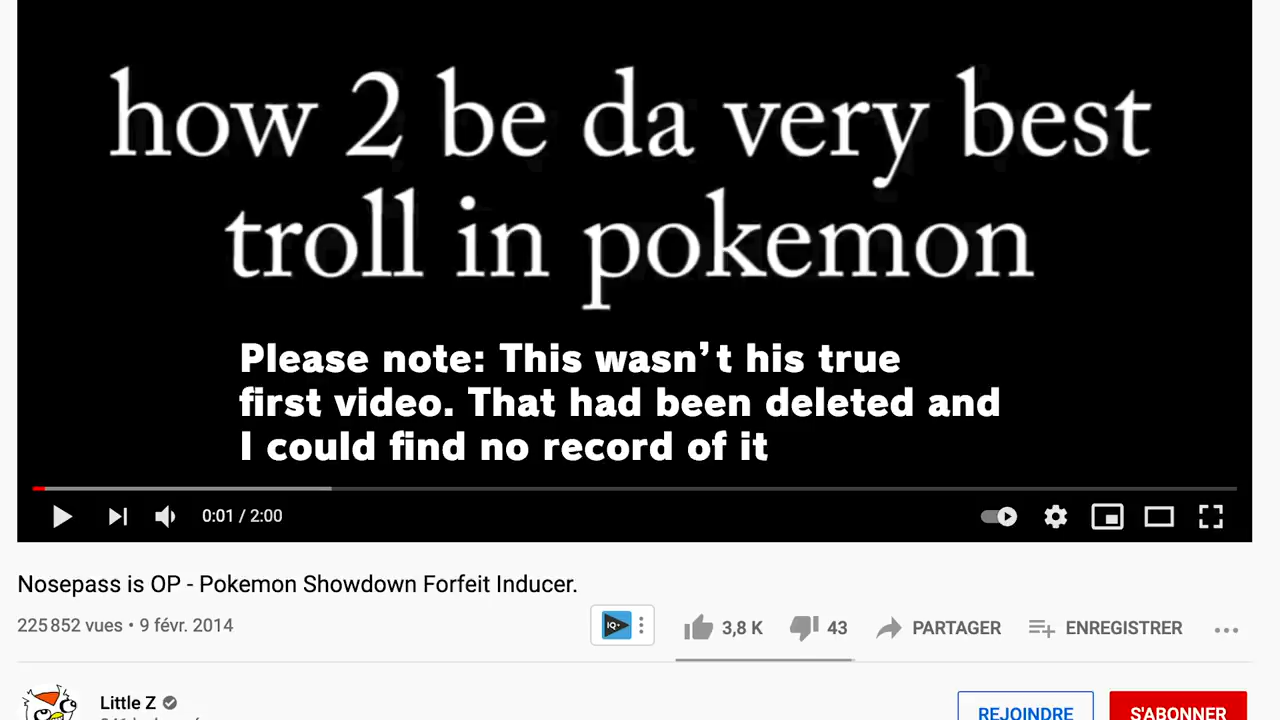 how 2 be da very best
troll in pokemon
Please note: This wasn't his true
first video. That had been deleted and
I could find no record of it
0:01 / 2:00
Nosepass is OP - Pokemon Showdown Forfeit Inducer.
225 852 vues • 9 févr. 2014
IQ
3,8 K
43
PARTAGER
ENREGISTRER
Little Z
REJOINDRE
S'ABONNER